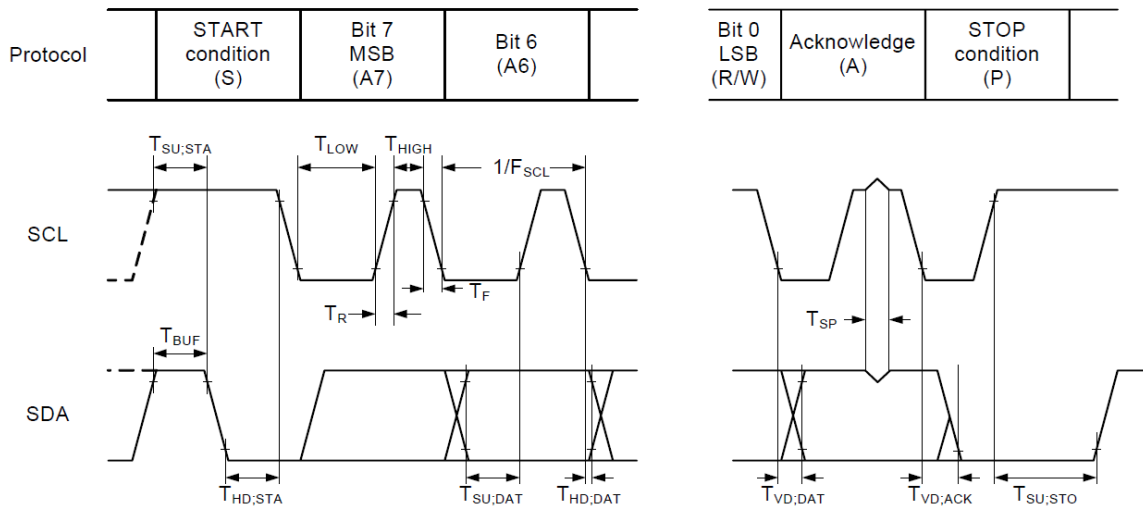 Protocol
START
condition
(S)
Bit 7
MSB
(A7)
Bit 6
(A6)
Bit 0
LSB
(R/W)
Acknowledge
(A)
STOP
condition
(P)
TSU;STA
TLOW
THIGH
1/FSCL
SCL
TF
TR
TSP
TBUF
SDA
THD;STA
TSU;DAT
THD;DAT
TVD;DAT
TVD;ACK
TSU;STO